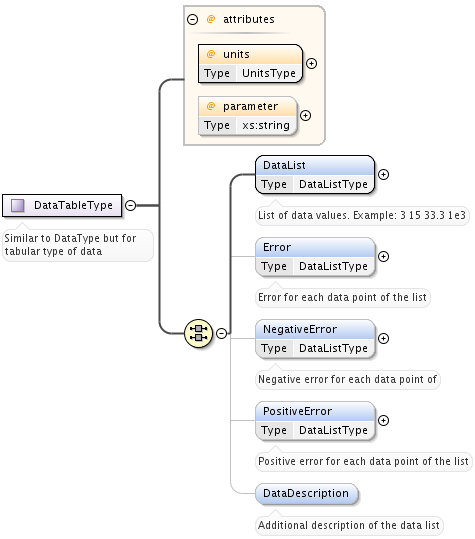 @ attributes
@ units
Type UnitsType
@ parameter
Type xs:string
DataTableType
Similar to DataType but for
tabular type of data
DataList
Type DataListType
List of data values. Example: 3 15 33.3 1e3
Error
Type DataListType
Error for each data point of the list
NegativeError
Type DataListType
Negative error for each data point of
PositiveError
Type DataListType
Positive error for each data point of the list
DataDescription
Additional description of the data list